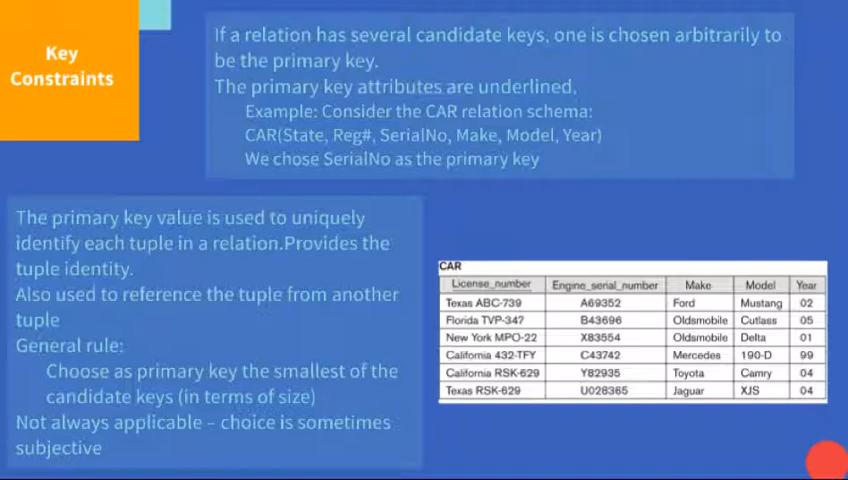 Key
Constraints
If a relation has several candidate keys, one is chosen arbitrarily to
be the primary key.
The primary key attributes are underlined.
Example: Consider the CAR relation schema:
CAR(State, Reg#, SerialNo, Make, Model, Year)
We chose SerialNo as the primary key
The primary key value is used to uniquely
identify each tuple in a relation.Provides the
tuple identity.
Also used to reference the tuple from another
tuple
General rule:
Choose as primary key the smallest of the
candidate keys (in terms of size)
Not always applicable – choice is sometimes
subjective
CAR
License_number Engine_serial_number Make Model Year
Texas ABC-739 A69352 Ford Mustang 02
Florida TVP-347 B43696 Oldsmobile Cutlass 05
New York MPO-22 X83554 Oldsmobile Delta 01
California 432-TFY C43742 Mercedes 190-D 99
California RSK-629 Y82935 Toyota Camry 04
Texas RSK-629 U028365 Jaguar XJS 04